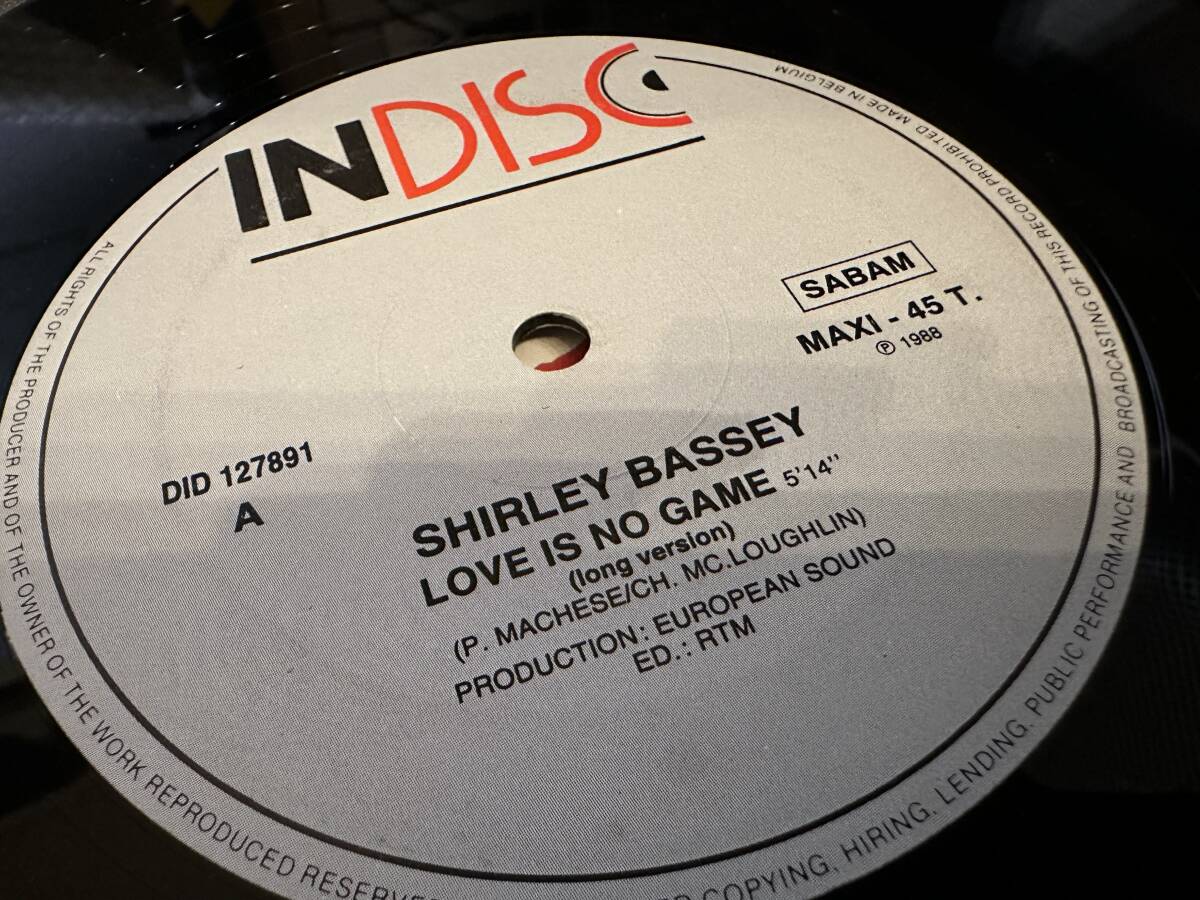 INDISC
SABAM
MAXI - 45 T.
Ⓟ 1988
DID 127891
A
SHIRLEY BASSEY
LOVE IS NO GAME 5'14"
(long version)
(P. MACHESE/CH. MC.LOUGHLIN)
PRODUCTION: EUROPEAN SOUND
ED.: RTM
ALL RIGHTS OF THE PRODUCER AND OF THE OWNER OF THE WORK REPRODUCED RESERVED
COPYING, HIRING, LENDING, PUBLIC PERFORMANCE AND BROADCASTING OF THIS RECORD PROHIBITED. MADE IN BELGIUM